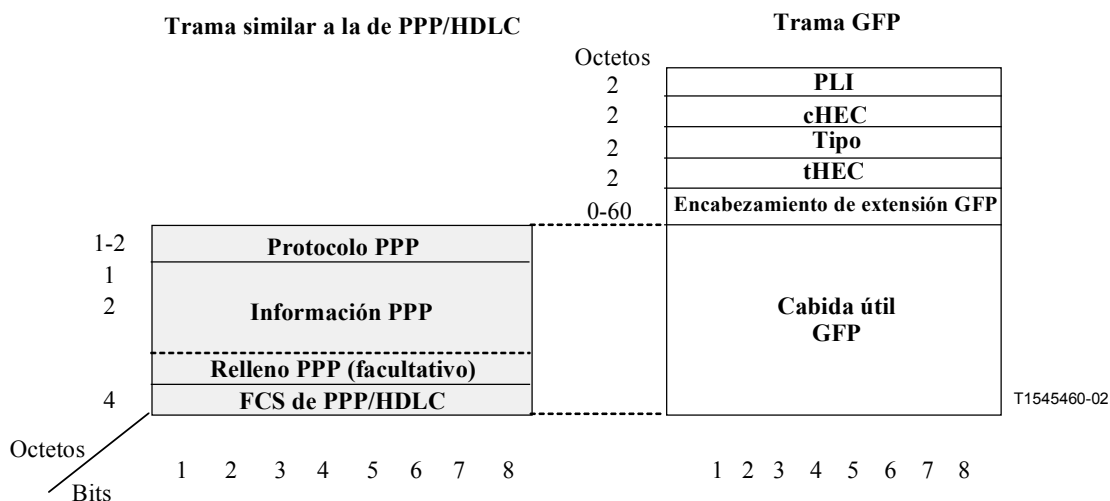 Trama similar a la de PPP/HDLC
Trama GFP
Octetos
2
PLI
2
cHEC
2
Tipo
2
tHEC
0-60
Encabezamiento de extensión GFP
1-2
Protocolo PPP
1
2
Información PPP
Cabida útil
GFP
Relleno PPP (facultativo)
4
FCS de PPP/HDLC
T1545460-02
Octetos
Bits
1 2 3 4 5 6 7 8
1 2 3 4 5 6 7 8